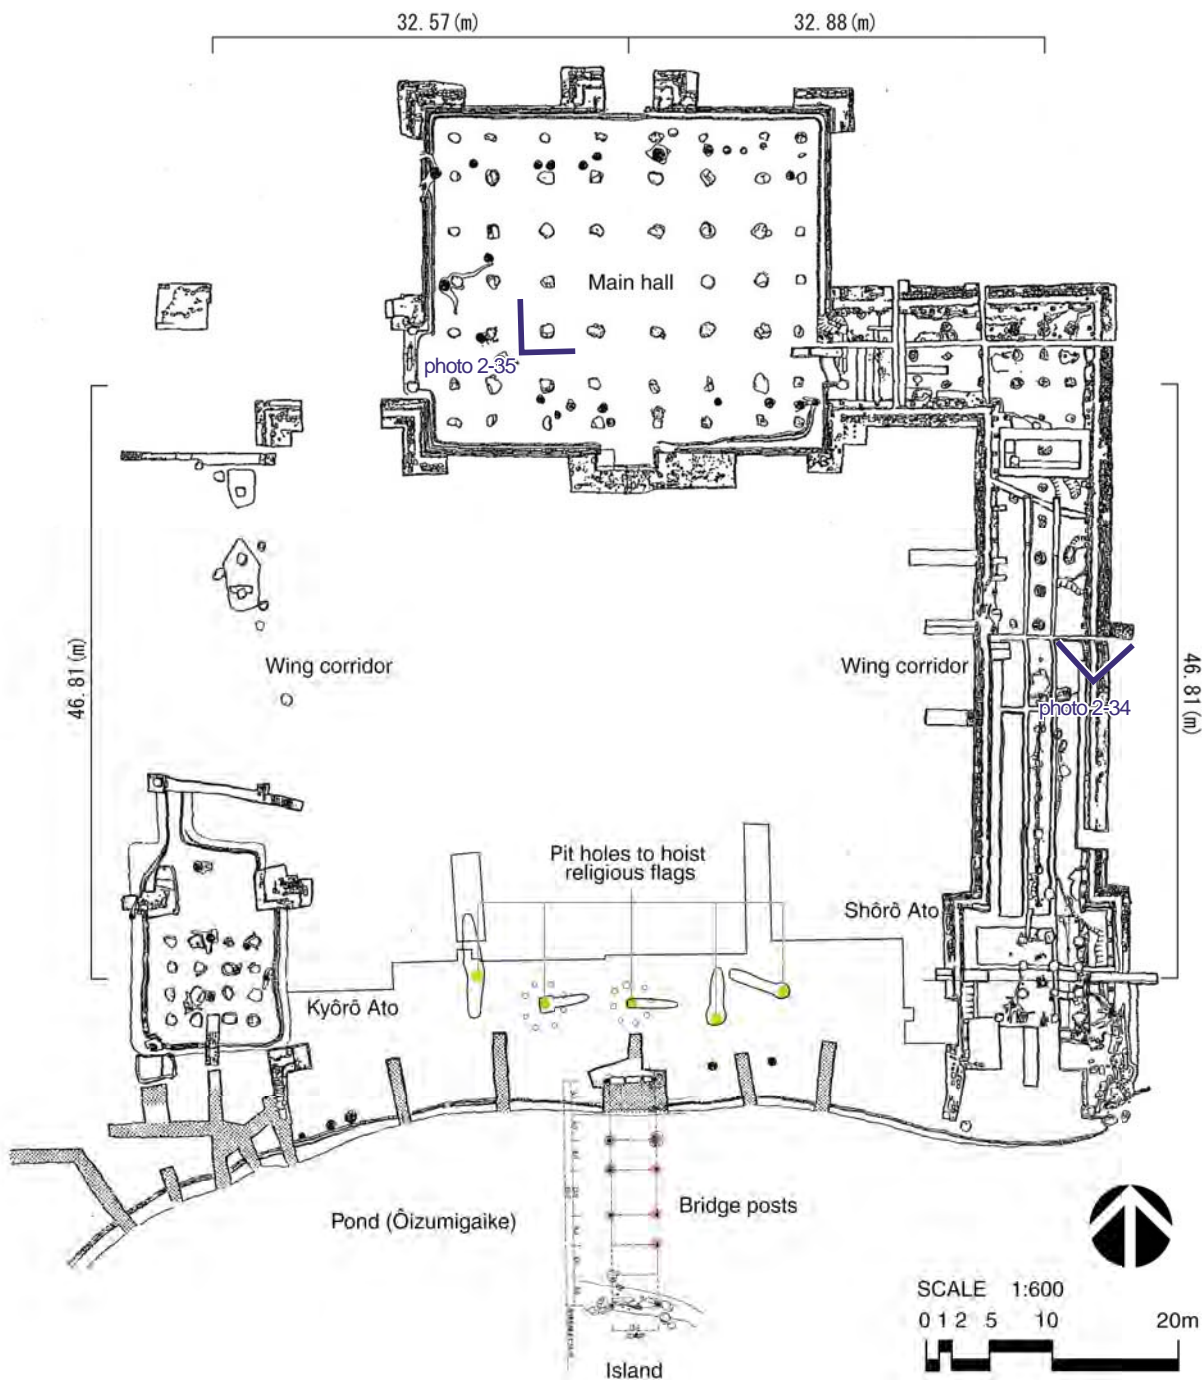 32.57(m)
32.88(m)
Main hall
photo 2-35
46.81(m)
Wing corridor
Wing corridor
46.81(m)
photo 2-34
Pit holes to hoist
religious flags
Shôrô Ato
Kyôrô Ato
Bridge posts
Pond (Ôizumigaike)
SCALE 1:600
0 1 2 5 10 20m
Island